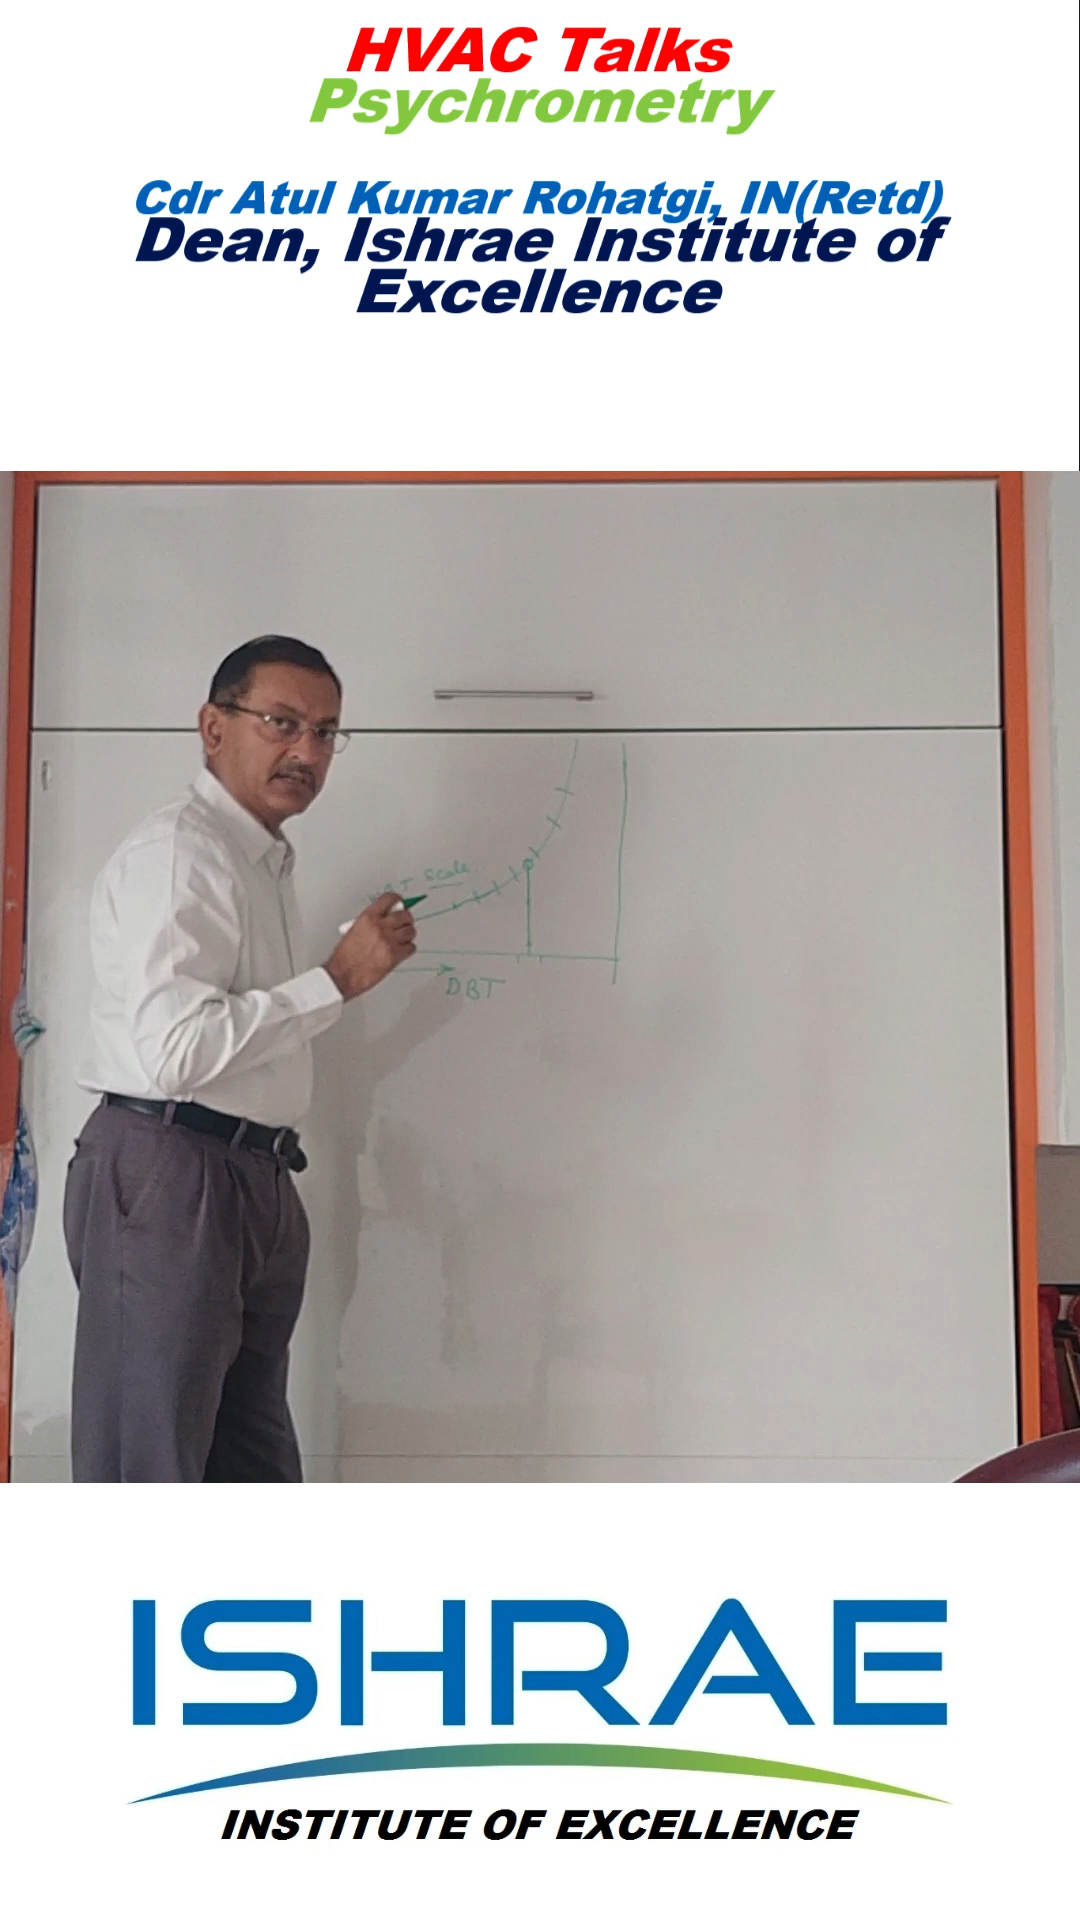 HVAC Talks
Psychrometry
Cdr Atul Kumar Rohatgi, IN(Retd)
Dean, Ishrae Institute of
Excellence
Scale
DBT
ISHRAE
INSTITUTE OF EXCELLENCE